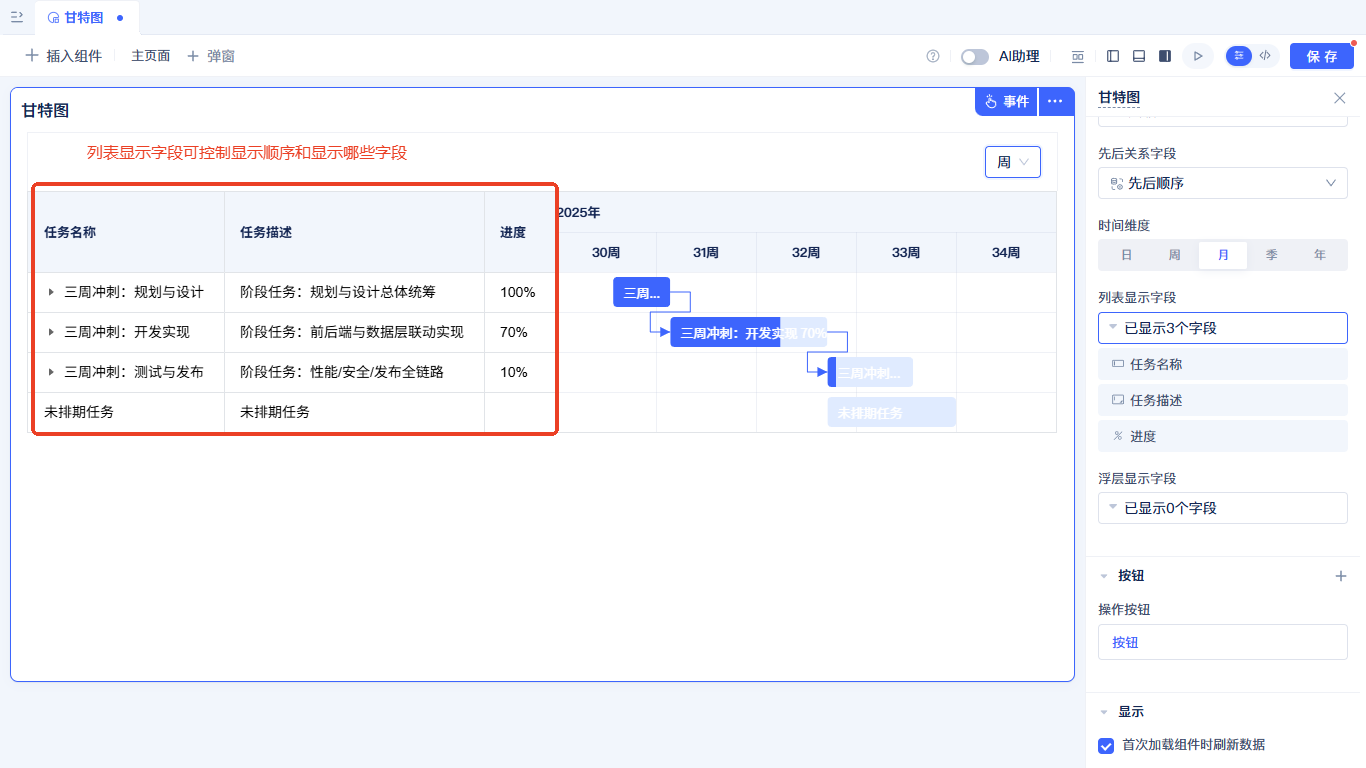 甘特图
插入组件
主页面
弹窗
AI助理
保 存
甘特图
事件
列表显示字段可控制显示顺序和显示哪些字段
周
任务名称
任务描述
进度
2025年
30周
31周
32周
33周
34周
三周冲刺：规划与设计
阶段任务：规划与设计总体统筹
100%
三周...
三周冲刺：开发实现
阶段任务：前后端与数据层联动实现
70%
三周冲刺：开发实现 70%
三周冲刺：测试与发布
阶段任务：性能/安全/发布全链路
10%
三周冲刺...
未排期任务
未排期任务
未排期任务
甘特图
先后关系字段
先后顺序
时间维度
日
周
月
季
年
列表显示字段
已显示3个字段
任务名称
任务描述
进度
浮层显示字段
已显示0个字段
按钮
操作按钮
按钮
显示
首次加载组件时刷新数据